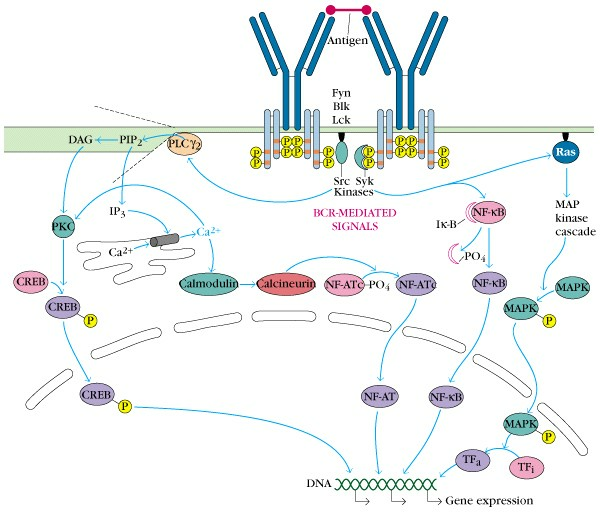 Antigen
Fyn
Blk
Lck
DAG
PIP2
PLCγ2
P
P
P P
P P
P
P
P
P
P
P
P P
P P
P
P
Ras
Src Syk
Kinases
BCR-MEDIATED
SIGNALS
PKC
IP3
Ca2+
Ca2+
Iκ-B
NF-κB
PO4
MAP
kinase
cascade
CREB
CREB
P
Calmodulin
Calcineurin
NF-ATc
PO4
NF-ATc
NF-κB
MAPK
MAPK
P
CREB
P
NF-AT
NF-κB
MAPK
P
TFa
TFi
DNA
Gene expression